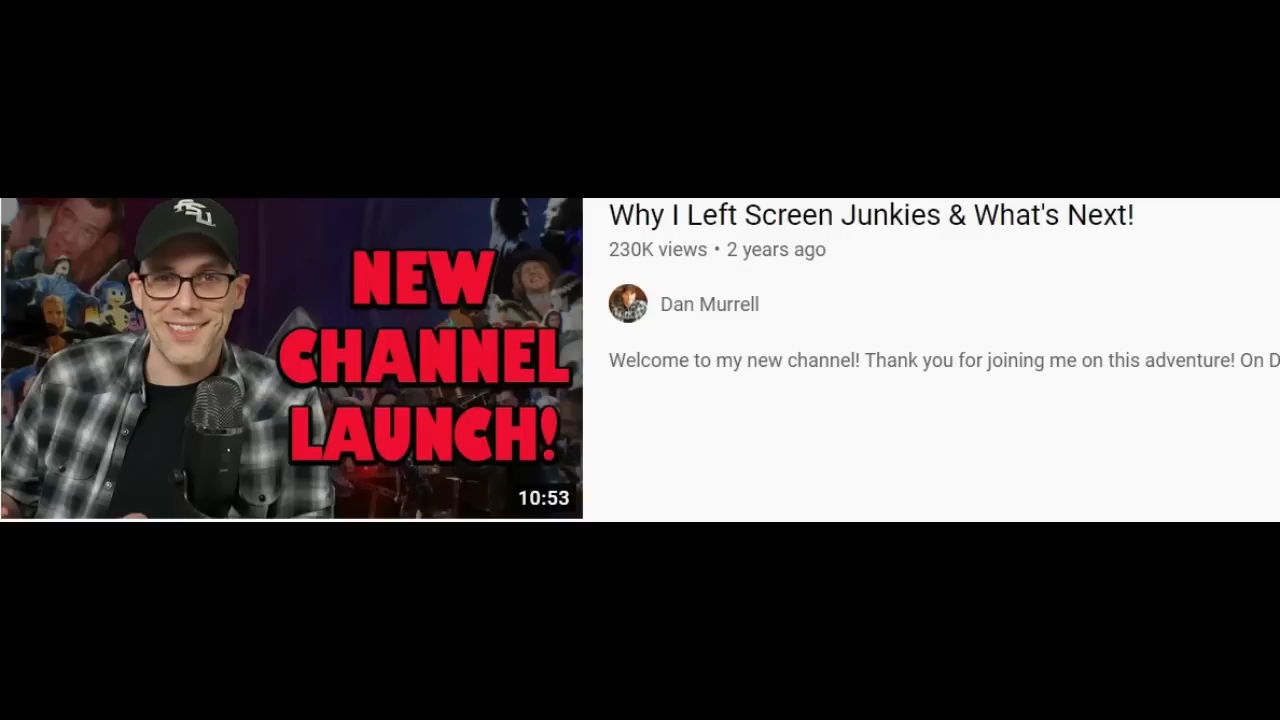 FSU
NEW
CHANNEL
LAUNCH!
10:53
Why I Left Screen Junkies & What's Next!
230K views • 2 years ago
Dan Murrell
Welcome to my new channel! Thank you for joining me on this adventure! On D